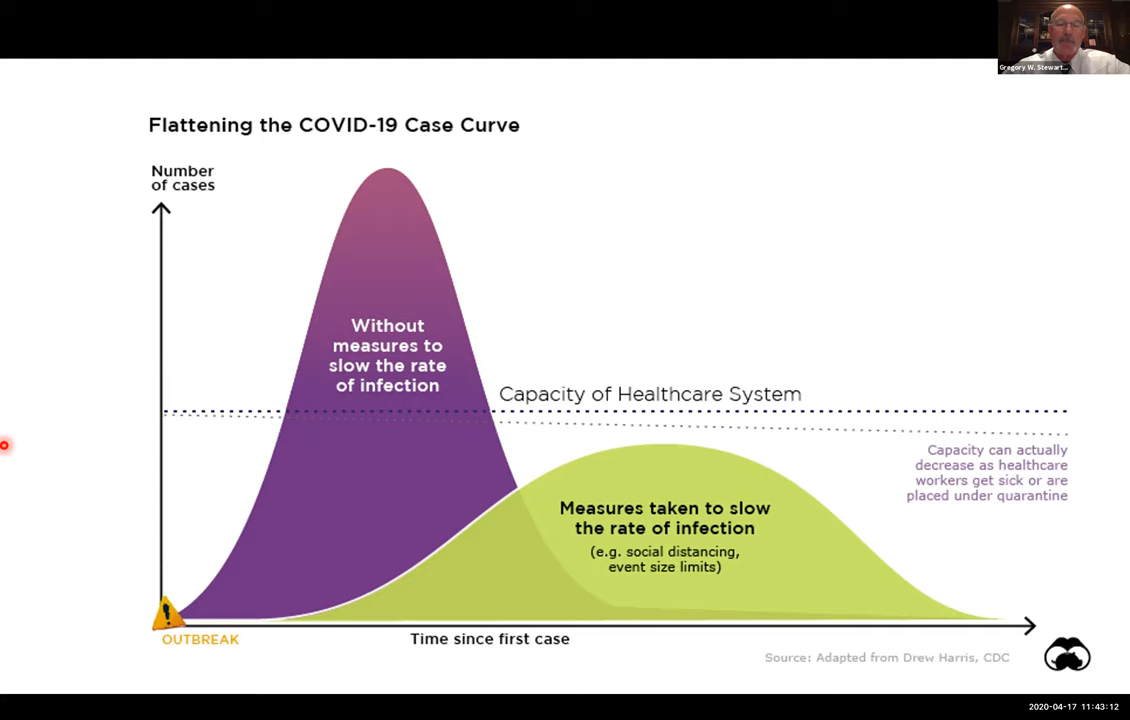 Gregory W. Stewart...
Flattening the COVID-19 Case Curve
Number
of cases
Without
measures to
slow the rate
of infection
Capacity of Healthcare System
Capacity can actually
decrease as healthcare
workers get sick or are
placed under quarantine
Measures taken to slow
the rate of infection
(e.g. social distancing,
event size limits)
!
OUTBREAK
Time since first case
Source: Adapted from Drew Harris, CDC
2020-04-17 11:43:12